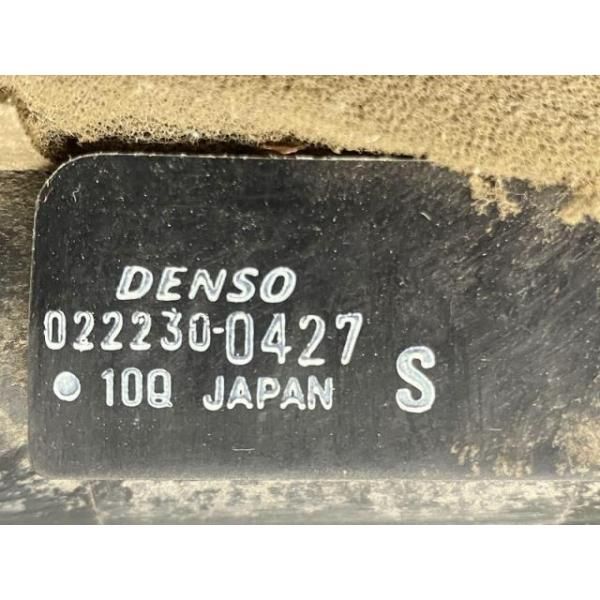 DENSO
022230-0427
• 10Q JAPAN S